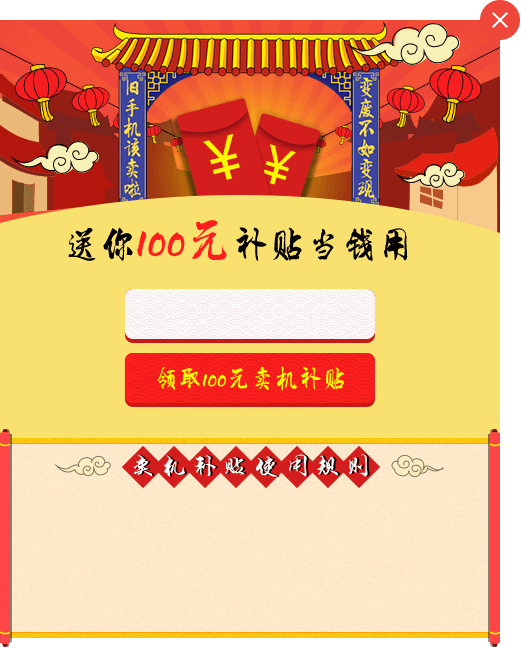 旧手机该卖啦
变废不如变现
¥
¥
送你100元补贴当钱用
领取100元卖机补贴
卖机补贴使用规则